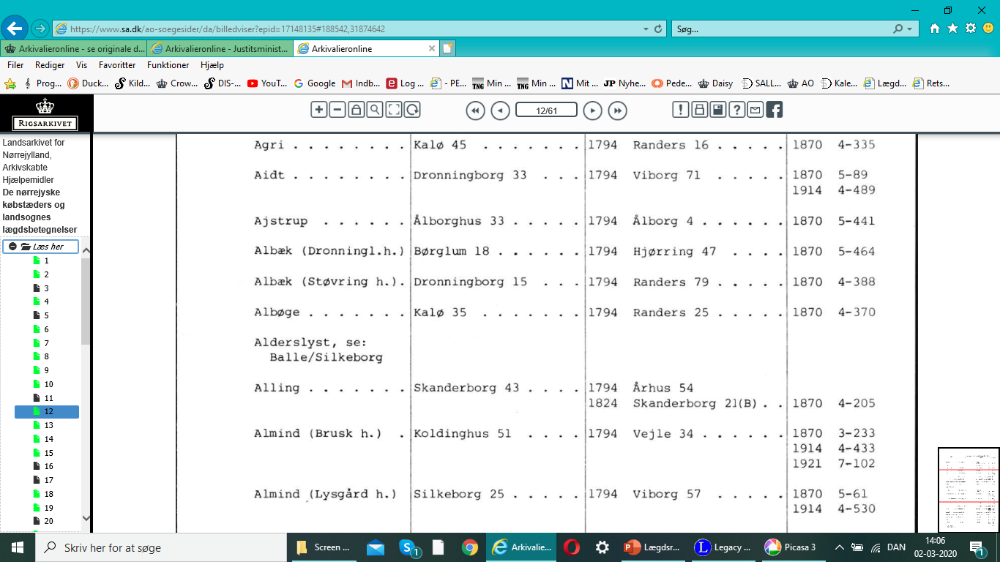 https://www.sa.dk/ao-soegesider/da/billedviser?epid=17148135#188542,31874642
Søg...
Arkivalieronline - se originale d...
Arkivalieronline - Justitsminist...
Arkivalieronline
Filer Rediger Vis Favoritter Funktioner Hjælp
Prog... Duck... Kild... Crow... DIS-... YouT... Google Indb... Log ... - PE... TNG Min ... TNG Min ... Mit ... JP Nyhe... Pede... Daisy SALL... AO Kale... Lægd... Rets...
RIGSARKIVET
12/61
Landsarkivet for
Nørrejylland,
Arkivskabte
Hjælpemidler
De nørrejyske
købstæders og
landsognes
lægdsbetegnelser
Læs her
1
2
3
4
5
6
7
8
9
10
11
12
13
14
15
16
17
18
19
20
Agri . . . . . . . . Kalø 45 . . . . . . . 1794 Randers 16 . . . . . 1870 4-335
Aidt . . . . . . . . Dronningborg 33 . . . 1794 Viborg 71 . . . . . 1870 5-89
1914 4-489
Ajstrup . . . . . . Ålborghus 33 . . . . . 1794 Ålborg 4 . . . . . . 1870 5-441
Albæk (Dronningl.h.) Børglum 18 . . . . . . 1794 Hjørring 47 . . . . 1870 5-464
Albæk (Støvring h.). Dronningborg 15 . . . 1794 Randers 79 . . . . . 1870 4-388
Albøge . . . . . . . Kalø 35 . . . . . . . 1794 Randers 25 . . . . . 1870 4-370
Alderslyst, se:
Balle/Silkeborg
Alling . . . . . . . Skanderborg 43 . . . . 1794 Århus 54
1824 Skanderborg 21(B) . . 1870 4-205
Almind (Brusk h.) . Koldinghus 51 . . . . 1794 Vejle 34 . . . . . . 1870 3-233
1914 4-433
1921 7-102
Almind (Lysgård h.) Silkeborg 25 . . . . . 1794 Viborg 57 . . . . . 1870 5-61
1914 4-530
Skriv her for at søge
Screen ...
1
Arkivalie...
Lægdsr...
Legacy ...
Picasa 3
DAN
14:06
02-03-2020
1